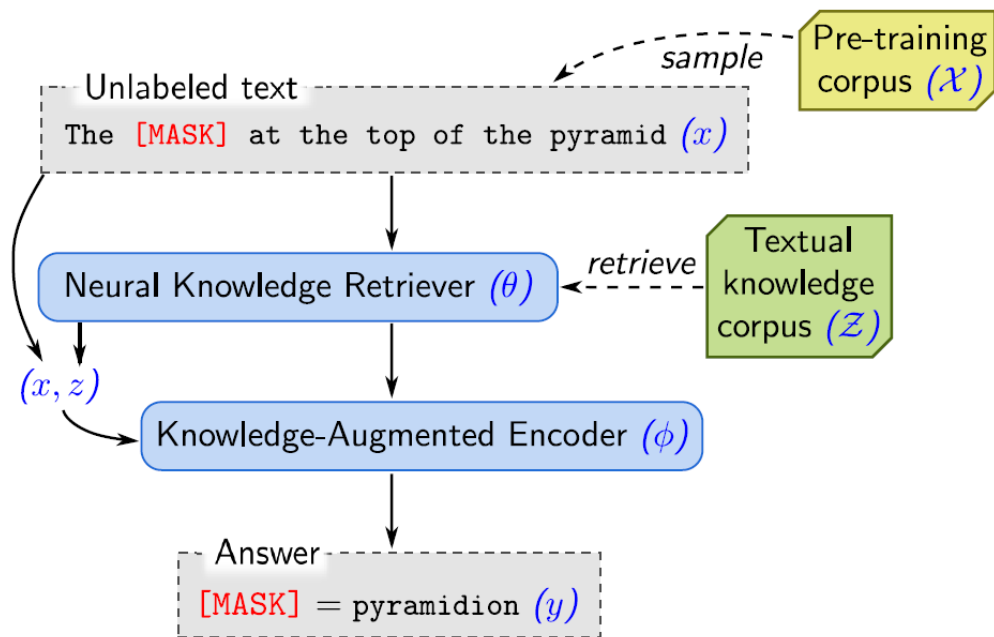 Pre-training
corpus (𝒳)
sample
Unlabeled text
The [MASK] at the top of the pyramid (x)
Neural Knowledge Retriever (θ)
retrieve
Textual
knowledge
corpus (𝒵)
(x, z)
Knowledge-Augmented Encoder (ϕ)
Answer
[MASK] = pyramidion (y)